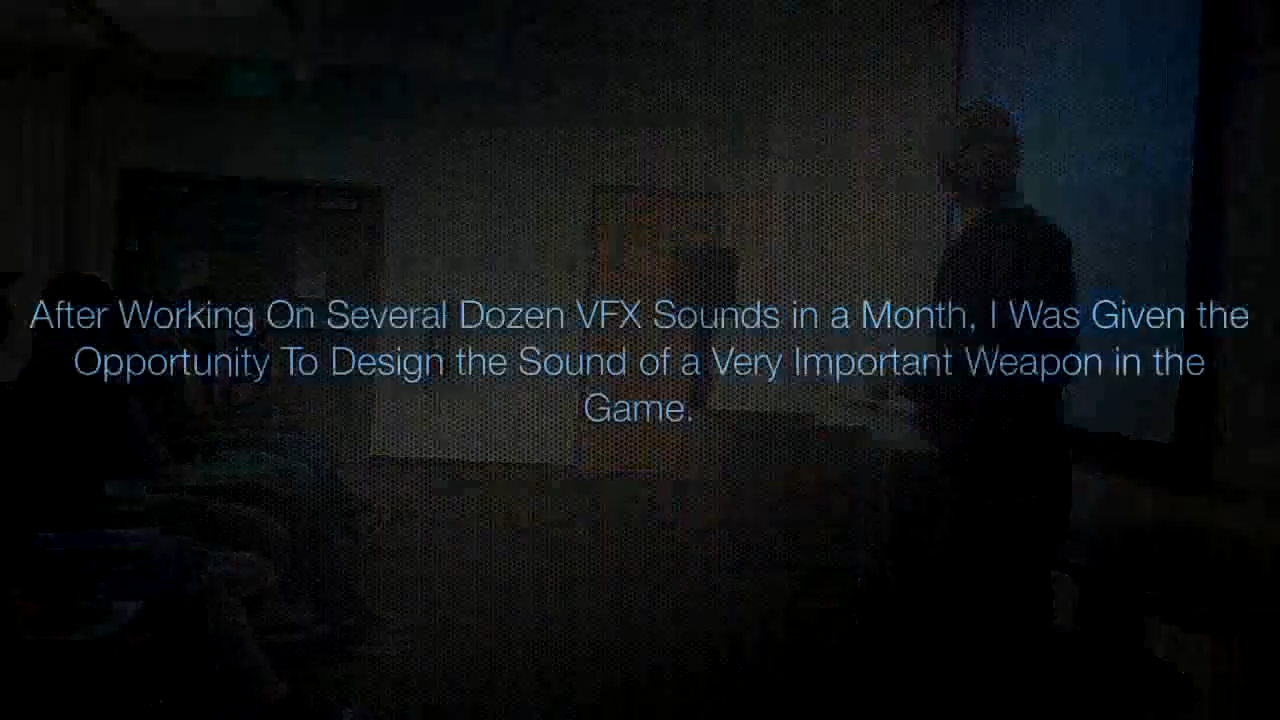 After Working On Several Dozen VFX Sounds in a Month, I Was Given the
Opportunity To Design the Sound of a Very Important Weapon in the
Game.